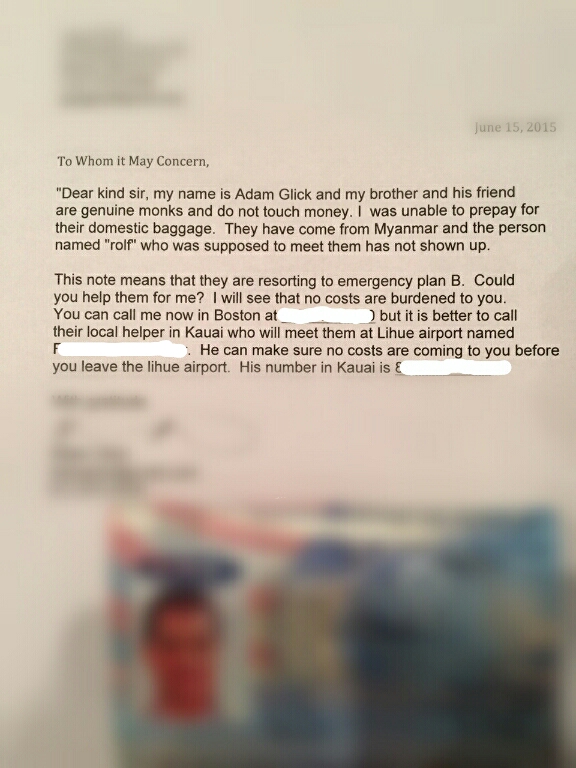 June 15, 2015
To Whom it May Concern,
"Dear kind sir, my name is Adam Glick and my brother and his friend
are genuine monks and do not touch money. I was unable to prepay for
their domestic baggage. They have come from Myanmar and the person
named "rolf" who was supposed to meet them has not shown up.
This note means that they are resorting to emergency plan B. Could
you help them for me? I will see that no costs are burdened to you.
You can call me now in Boston at but it is better to call
their local helper in Kauai who will meet them at Lihue airport named
. He can make sure no costs are coming to you before
you leave the lihue airport. His number in Kauai is